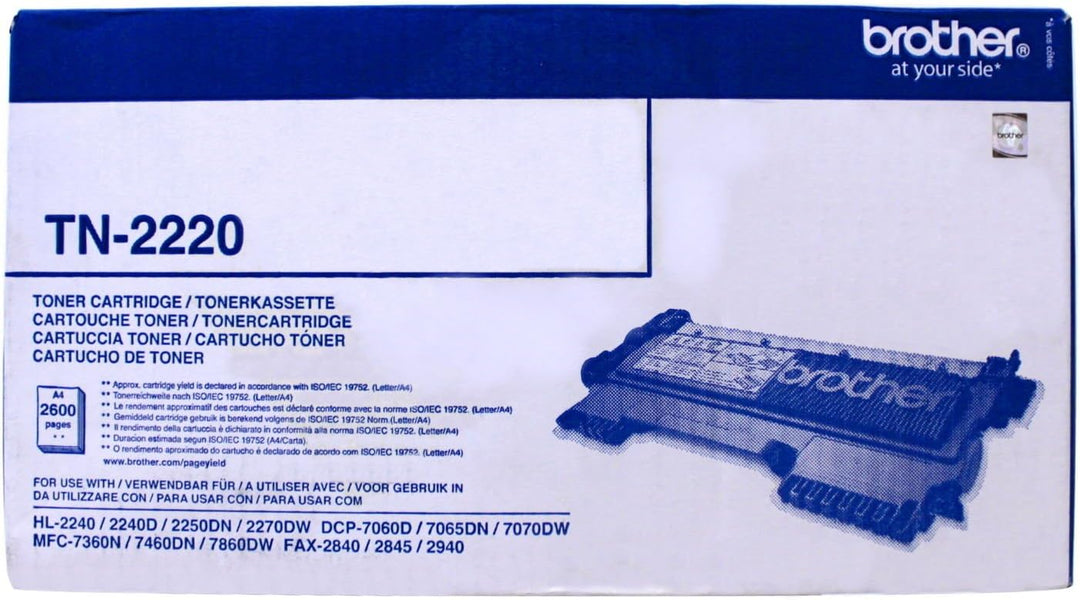 brother®
at your side*
*à vos côtés
brother
TN-2220
TONER CARTRIDGE / TONERKASSETTE
CARTOUCHE TONER / TONERCARTRIDGE
CARTUCCIA TONER / CARTUCHO TÓNER
CARTUCHO DE TONER
A4
2600
pages
**
** Approx. cartridge yield is declared in accordance with ISO/IEC 19752. (Letter/A4)
** Tonerreichweite nach ISO/IEC 19752. (Letter/A4)
** Le rendement approximatif des cartouches est déclaré conforme avec la norme ISO/IEC 19752. (Letter/A4)
** Gemiddeld cartridge gebruik is berekend volgens de ISO/IEC 19752 Norm.(Letter/A4)
** Il rendimento della cartuccia è dichiarato in conformità alla norma ISO/IEC 19752. (Letter/A4)
** Duracion estimada segun ISO/IEC 19752 (A4/Carta).
** O rendimento aproximado do cartucho é declarado de acordo com ISO/IEC 19752. (Letter/A4)
www.brother.com/pageyield
FOR USE WITH / VERWENDBAR FÜR / A UTILISER AVEC / VOOR GEBRUIK IN
DA UTILIZZARE CON / PARA USAR CON / PARA USAR COM
HL-2240 / 2240D / 2250DN / 2270DW DCP-7060D / 7065DN / 7070DW
MFC-7360N / 7460DN / 7860DW FAX-2840 / 2845 / 2940
brother